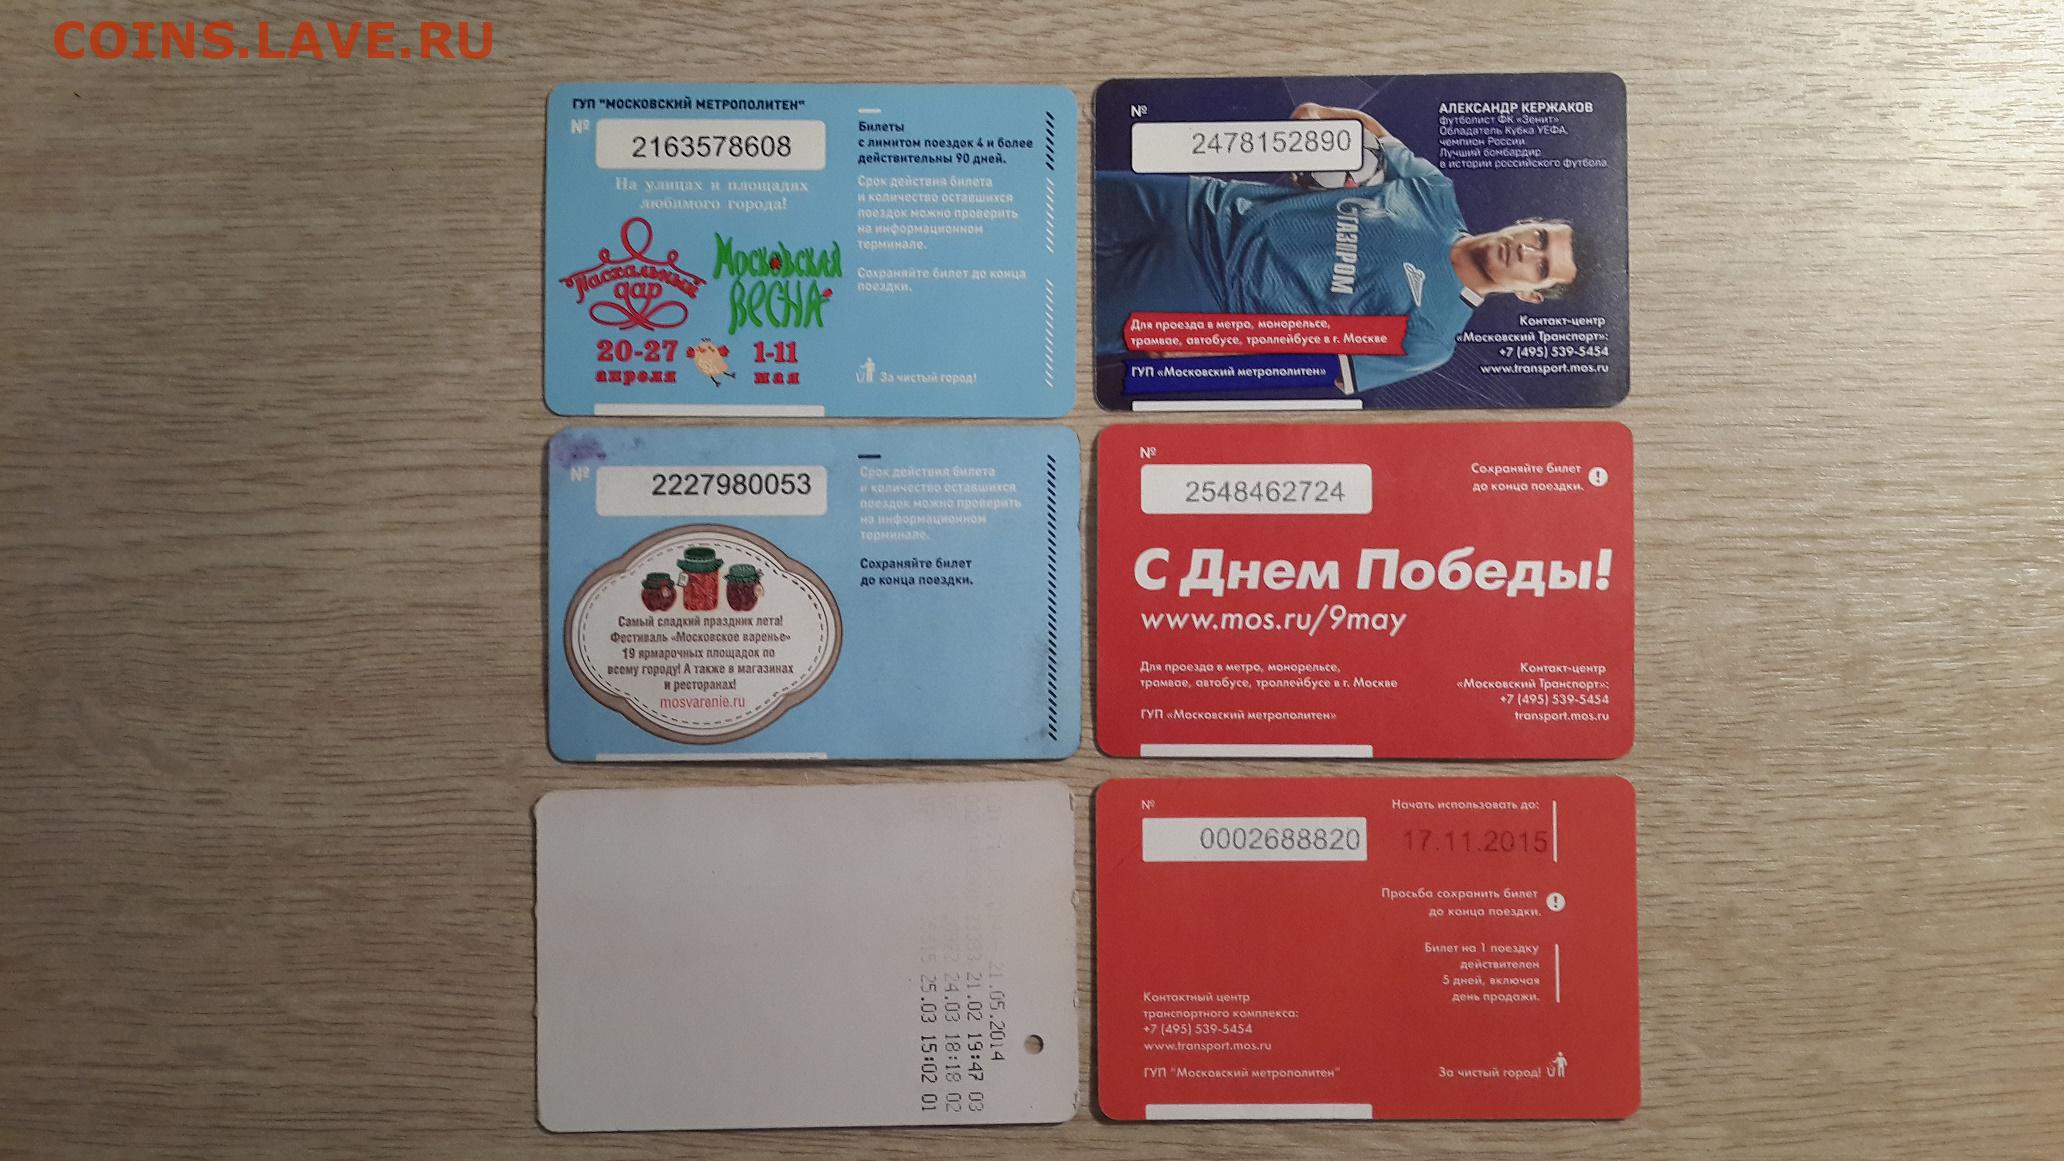 COINS.LAVE.RU
ГУП "МОСКОВСКИЙ МЕТРОПОЛИТЕН"
№
2163578608
На улицах и площадях
любимого города!
Пасхальный
дар
20-27
апреля
Московская
ВЕСНА
1-11
мая
Билеты
с лимитом поездок 4 и более
действительны 90 дней.
Срок действия билета
и количество оставшихся
поездок можно проверить
на информационном
терминале.
Сохраняйте билет до конца
поездки.
За чистый город!
№
2478152890
АЛЕКСАНДР КЕРЖАКОВ
футболист ФК «Зенит»
Обладатель Кубка УЕФА,
чемпион России
Лучший бомбардир
в истории российского футбола
ГАЗПРОМ
Для проезда в метро, монорельсе,
трамвае, автобусе, троллейбусе в г. Москве
ГУП «Московский метрополитен»
Контакт-центр
«Московский Транспорт»:
+7 (495) 539-5454
www.transport.mos.ru
№
2227980053
Самый сладкий праздник лета!
Фестиваль «Московское варенье»
19 ярмарочных площадок по
всему городу! А также в магазинах
и ресторанах!
mosvarenie.ru
Срок действия билета
и количество оставшихся
поездок можно проверить
на информационном
терминале.
Сохраняйте билет
до конца поездки.
№
2548462724
Сохраняйте билет
до конца поездки.
!
С Днем Победы!
www.mos.ru/9may
Для проезда в метро, монорельсе,
трамвае, автобусе, троллейбусе в г. Москве
ГУП «Московский метрополитен»
Контакт-центр
«Московский Транспорт»:
+7 (495) 539-5454
transport.mos.ru
21.05.2014
21.02 19:47 03
24.03 18:18 02
25.03 15:02 01
№
0002688820
Начать использовать до:
17.11.2015
Просьба сохранить билет
до конца поездки.
!
Билет на 1 поездку
действителен
5 дней, включая
день продажи.
Контактный центр
транспортного комплекса:
+7 (495) 539-5454
www.transport.mos.ru
ГУП "Московский метрополитен"
За чистый город!